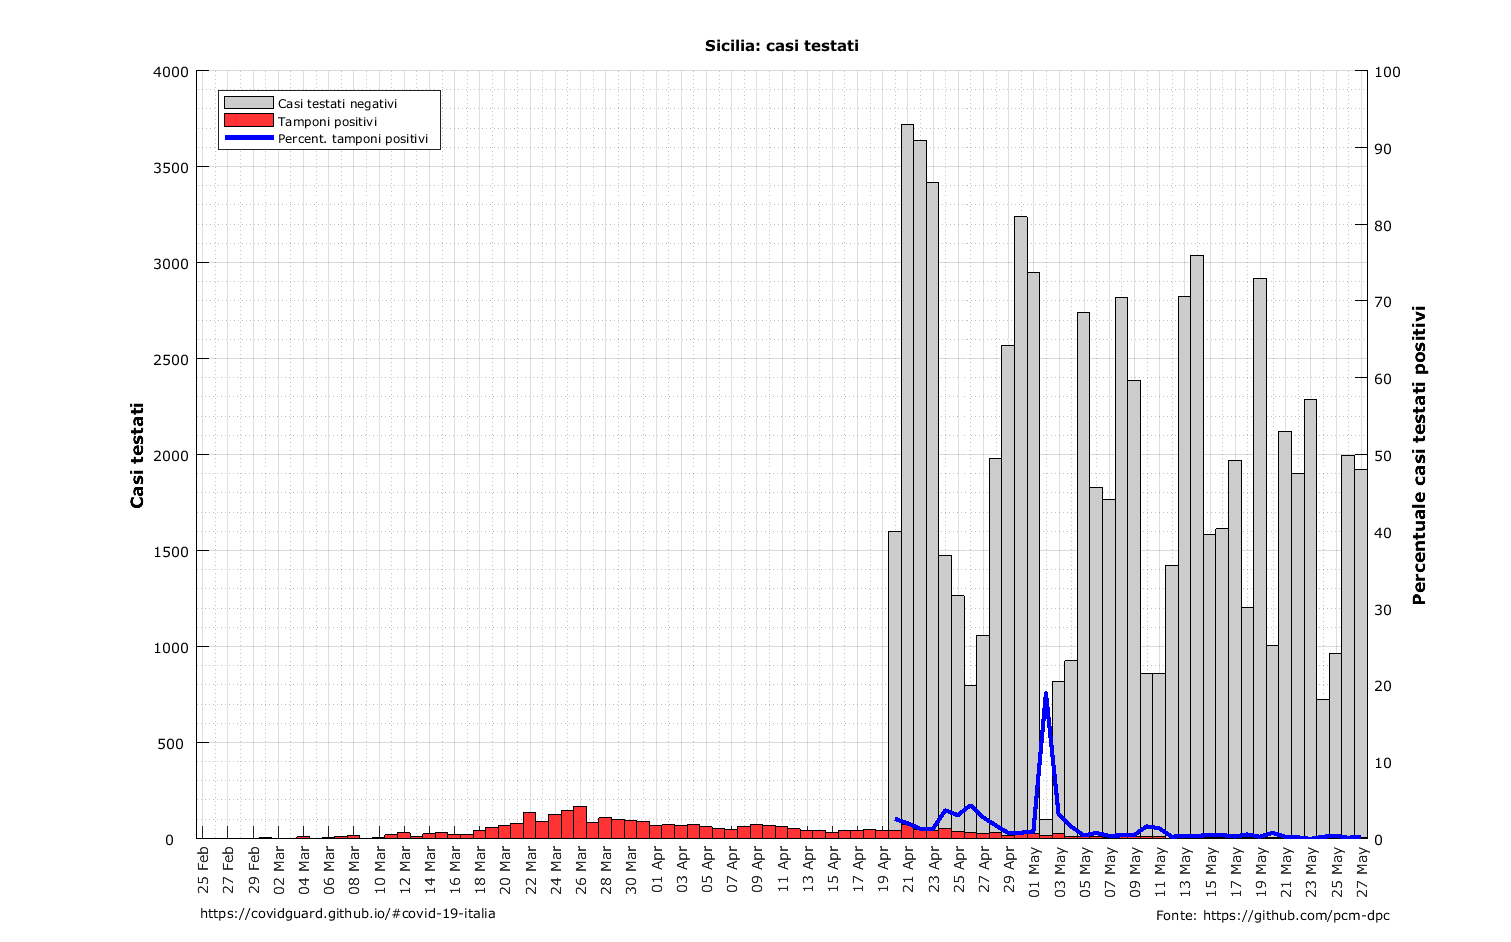 Sicilia: casi testati
Casi testati negativi
Tamponi positivi
Percent. tamponi positivi
Casi testati
4000
3500
3000
2500
2000
1500
1000
500
0
100
90
80
70
60
50
40
30
20
10
0
Percentuale casi testati positivi
25 Feb
27 Feb
29 Feb
02 Mar
04 Mar
06 Mar
08 Mar
10 Mar
12 Mar
14 Mar
16 Mar
18 Mar
20 Mar
22 Mar
24 Mar
26 Mar
28 Mar
30 Mar
01 Apr
03 Apr
05 Apr
07 Apr
09 Apr
11 Apr
13 Apr
15 Apr
17 Apr
19 Apr
21 Apr
23 Apr
25 Apr
27 Apr
29 Apr
01 May
03 May
05 May
07 May
09 May
11 May
13 May
15 May
17 May
19 May
21 May
23 May
25 May
27 May
https://covidguard.github.io/#covid-19-italia
Fonte: https://github.com/pcm-dpc